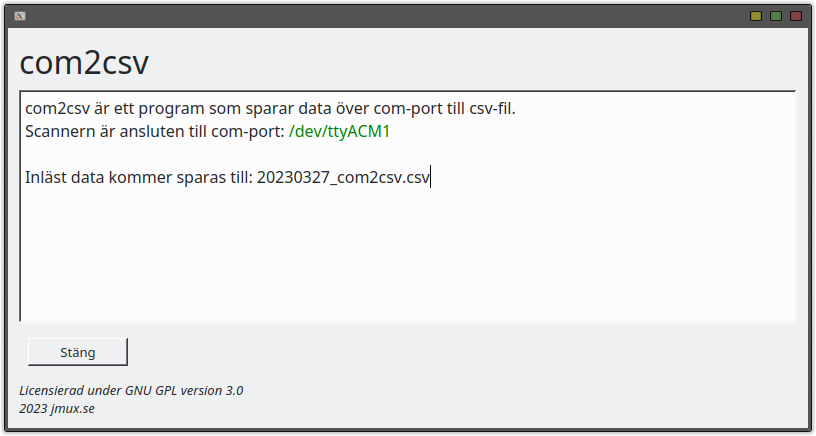 com2csv
com2csv är ett program som sparar data över com-port till csv-fil.
Scannern är ansluten till com-port: /dev/ttyACM1
Inläst data kommer sparas till: 20230327_com2csv.csv
Stäng
Licensierad under GNU GPL version 3.0
2023 jmux.se